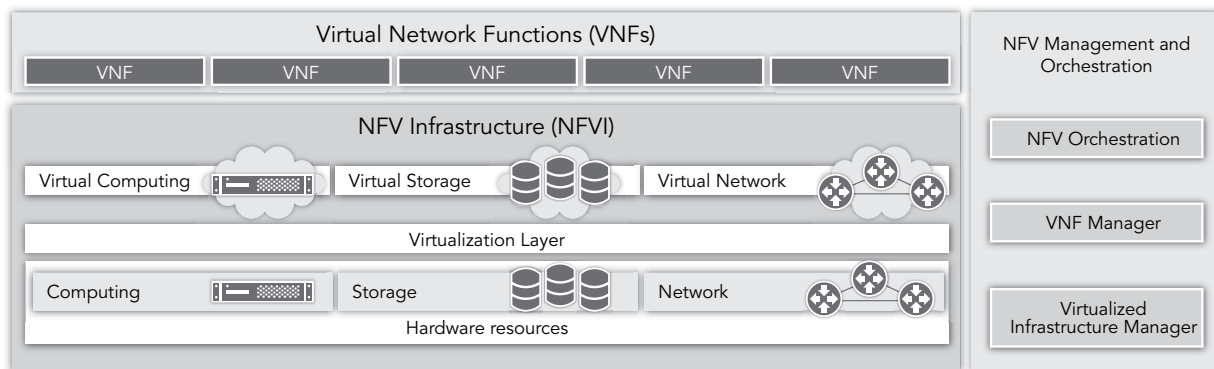 Virtual Network Functions (VNFs)
VNF VNF VNF VNF VNF
NFV Infrastructure (NFVI)
Virtual Computing Virtual Storage Virtual Network
Virtualization Layer
Computing Storage Network
Hardware resources
NFV Management and
Orchestration
NFV Orchestration
VNF Manager
Virtualized
Infrastructure Manager